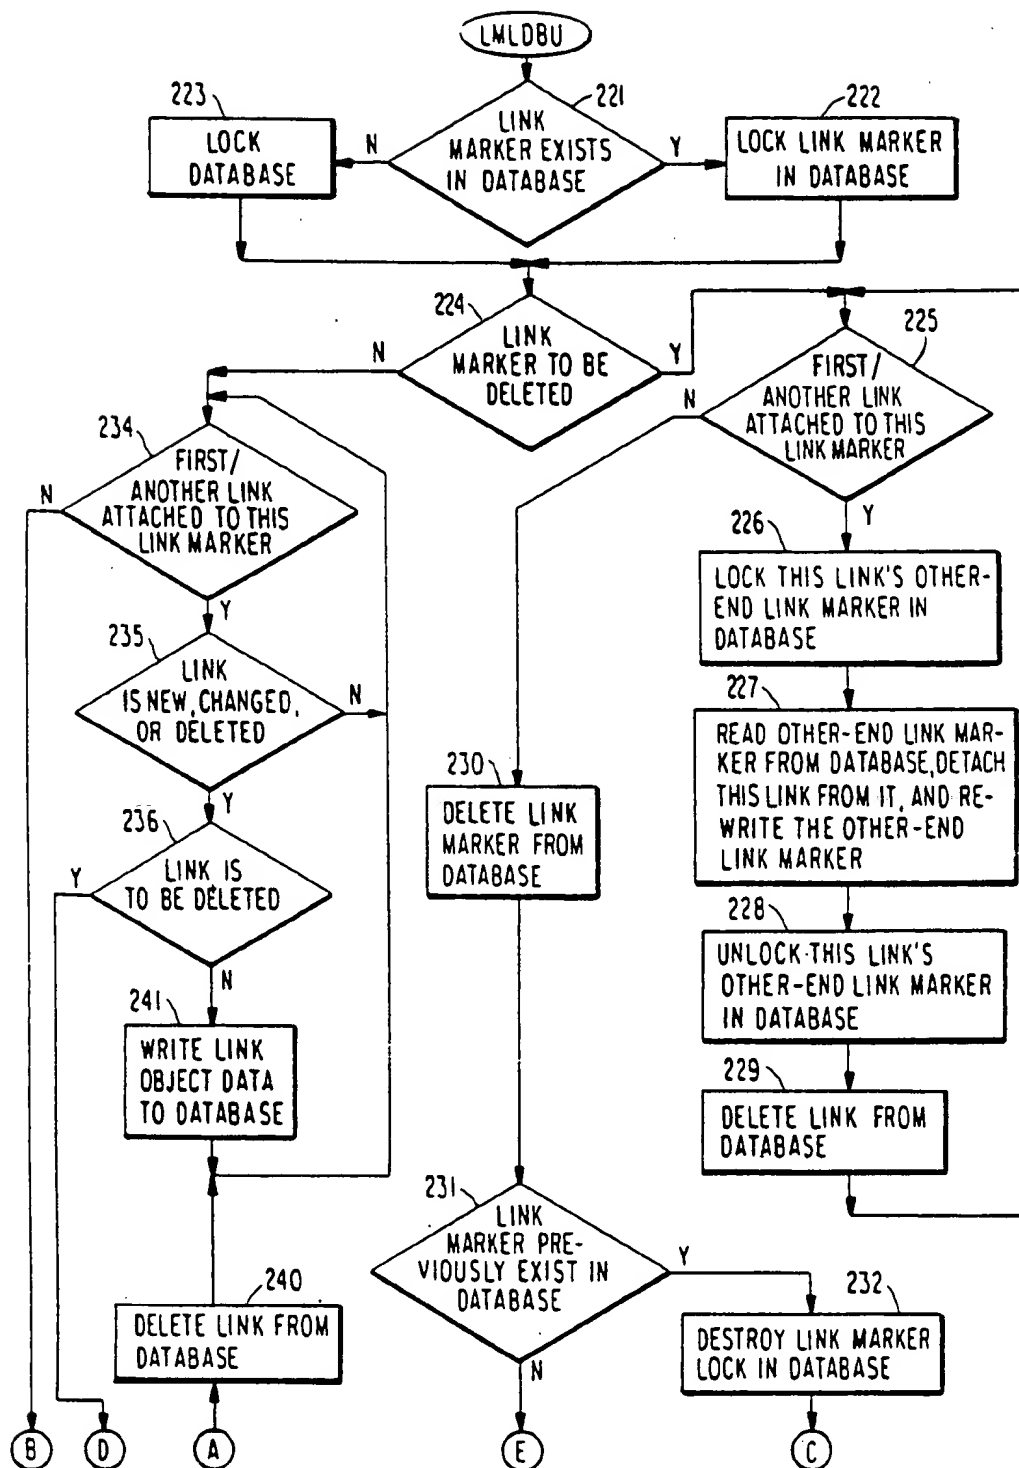 LMLDBU
223
221
222
LOCK
DATABASE
N
LINK
MARKER EXISTS
IN DATABASE
Y
LOCK LINK MARKER
IN DATABASE
224
LINK
MARKER TO BE
DELETED
N
Y
225
FIRST/
ANOTHER LINK
ATTACHED TO THIS
LINK MARKER
N
Y
234
FIRST/
ANOTHER LINK
ATTACHED TO THIS
LINK MARKER
N
Y
226
LOCK THIS LINK'S OTHER-
END LINK MARKER IN
DATABASE
235
LINK
IS NEW, CHANGED,
OR DELETED
N
Y
227
READ OTHER-END LINK MAR-
KER FROM DATABASE, DETACH
THIS LINK FROM IT, AND RE-
WRITE THE OTHER-END
LINK MARKER
230
DELETE LINK
MARKER FROM
DATABASE
236
LINK IS
TO BE DELETED
Y
N
228
UNLOCK THIS LINK'S
OTHER-END LINK MARKER
IN DATABASE
241
WRITE LINK
OBJECT DATA
TO DATABASE
229
DELETE LINK FROM
DATABASE
231
LINK
MARKER PRE-
VIOUSLY EXIST IN
DATABASE
Y
N
240
DELETE LINK FROM
DATABASE
232
DESTROY LINK MARKER
LOCK IN DATABASE
B
D
A
E
C